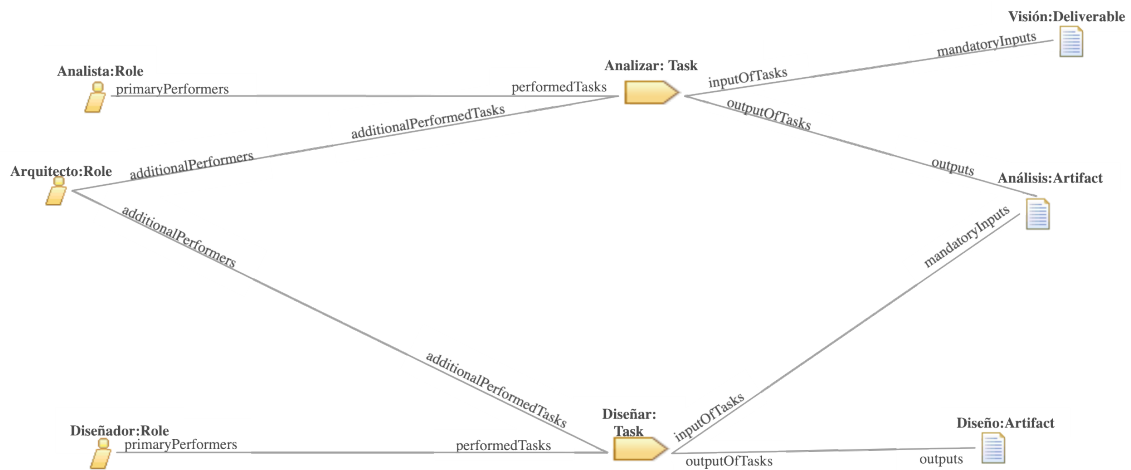 Visión:Deliverable
mandatoryInputs
Analista:Role
primaryPerformers
performedTasks
Analizar: Task
inputOfTasks
outputOfTasks
additionalPerformedTasks
additionalPerformers
Arquitecto:Role
outputs
Análisis:Artifact
additionalPerformers
mandatoryInputs
additionalPerformedTasks
inputOfTasks
Diseñador:Role
primaryPerformers
performedTasks
Diseñar:
Task
outputOfTasks
outputs
Diseño:Artifact